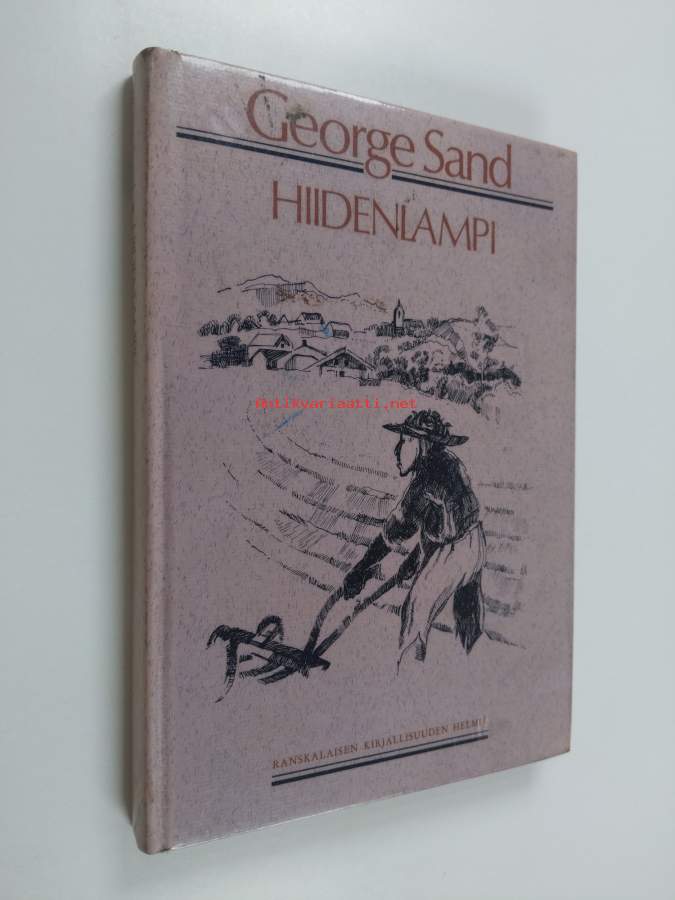 George Sand
HIIDENLAMPI
antikvariaatti.net
RANSKALAISEN KIRJALLISUUDEN HELMIÄ